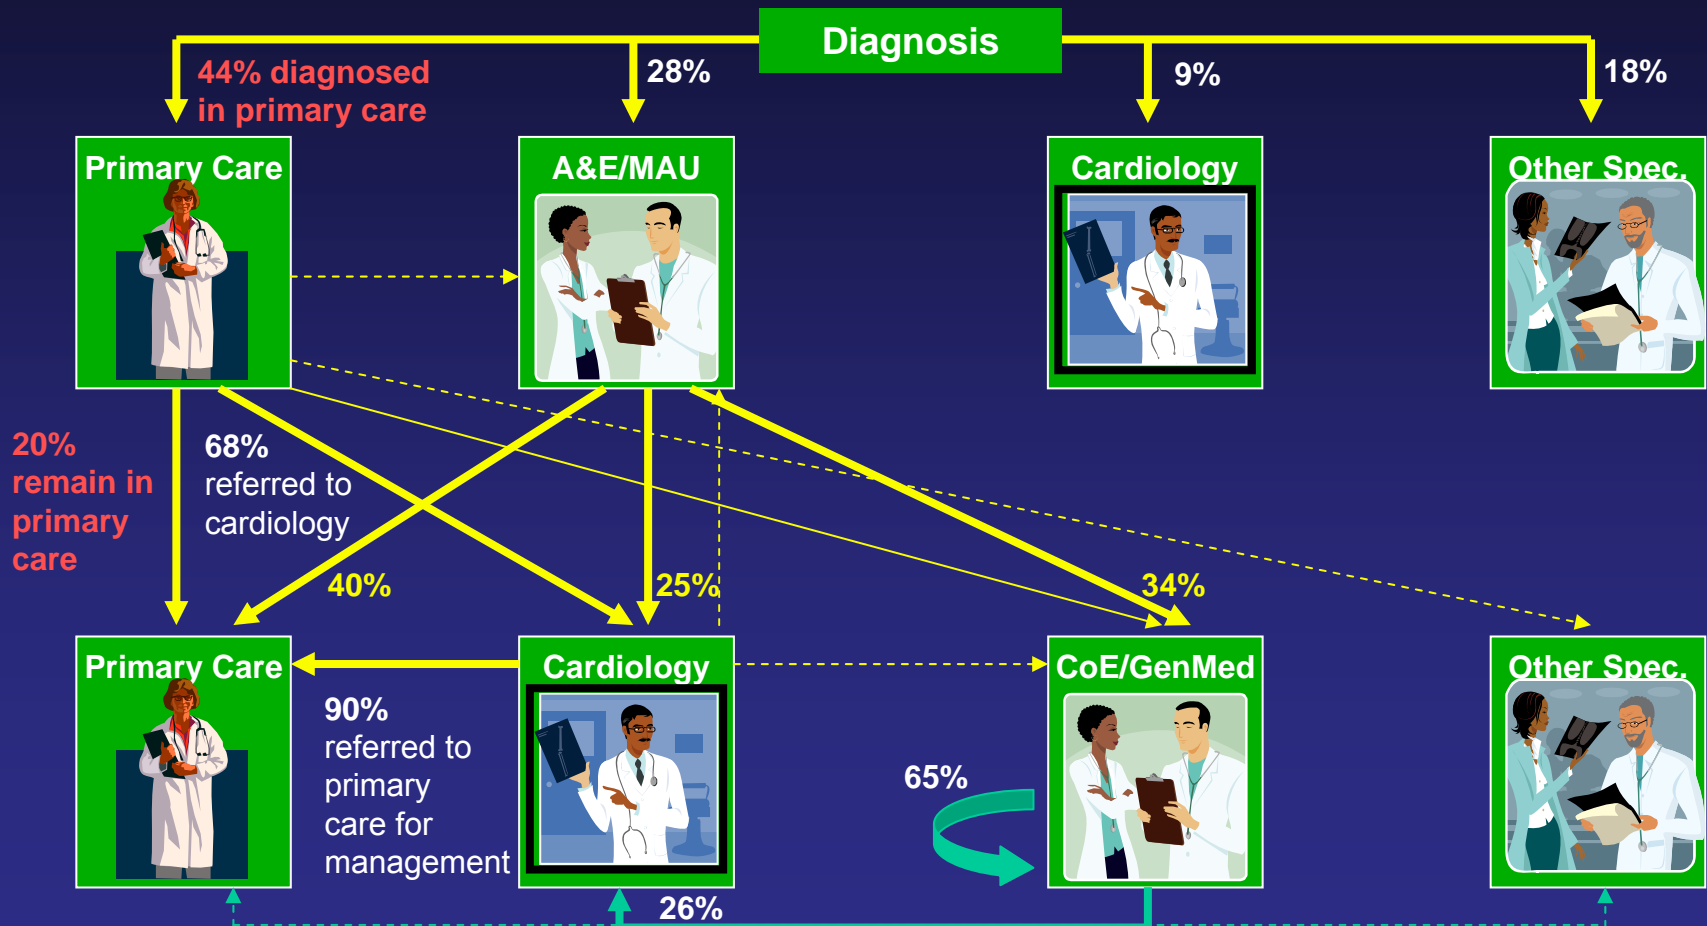 Diagnosis
44% diagnosed
in primary care
28%
9%
18%
Primary Care
A&E/MAU
Cardiology
Other Spec.
20%
remain in
primary
care
68%
referred to
cardiology
40%
25%
34%
Primary Care
Cardiology
CoE/GenMed
Other Spec.
90%
referred to
primary
care for
management
65%
26%